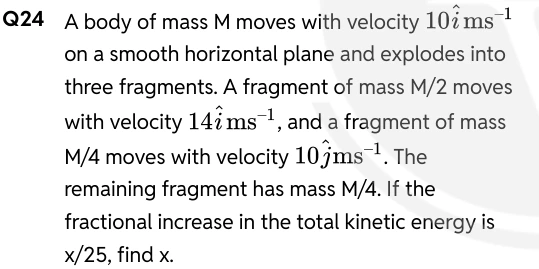 Q24 A body of mass M moves with velocity 10î ms⁻¹
on a smooth horizontal plane and explodes into
three fragments. A fragment of mass M/2 moves
with velocity 14î ms⁻¹, and a fragment of mass
M/4 moves with velocity 10ĵms⁻¹. The
remaining fragment has mass M/4. If the
fractional increase in the total kinetic energy is
x/25, find x.